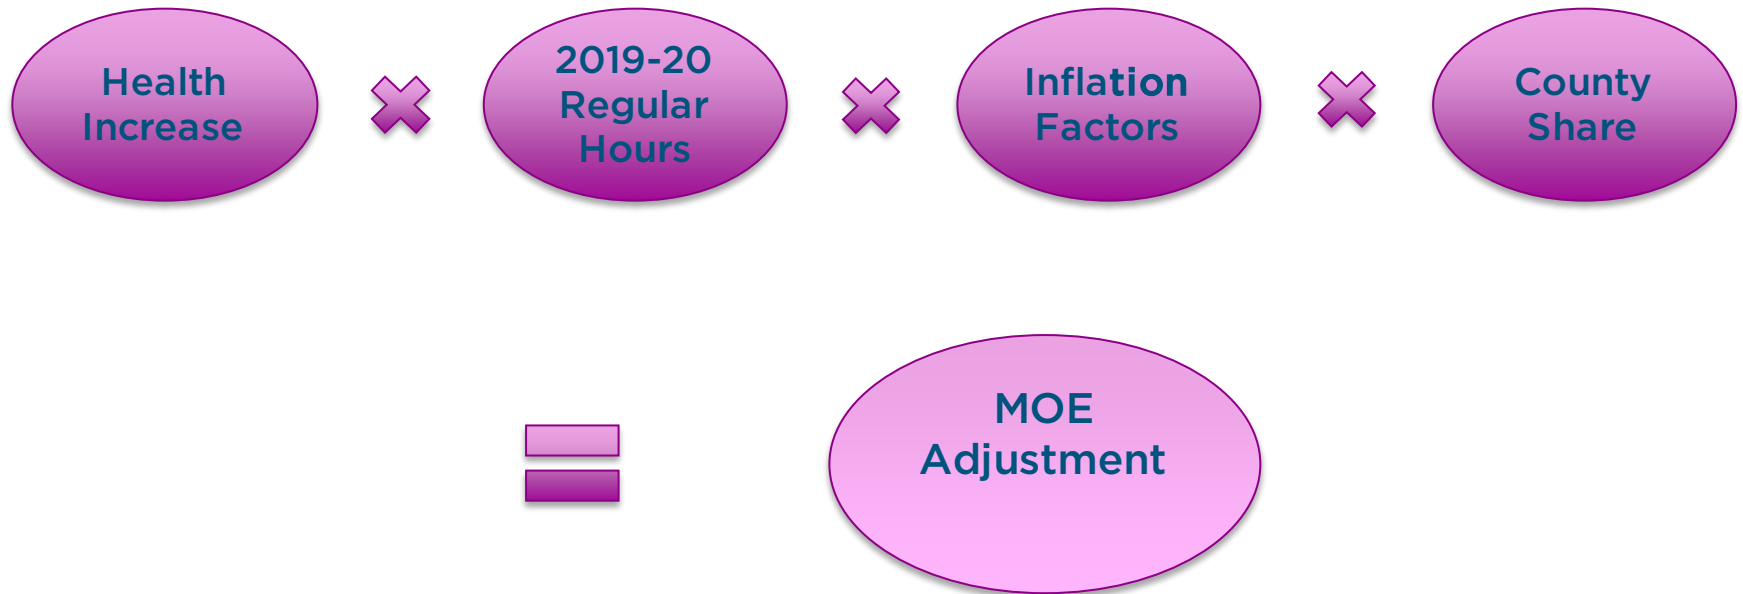 Health
Increase
2019-20
Regular
Hours
Inflation
Factors
County
Share
MOE
Adjustment